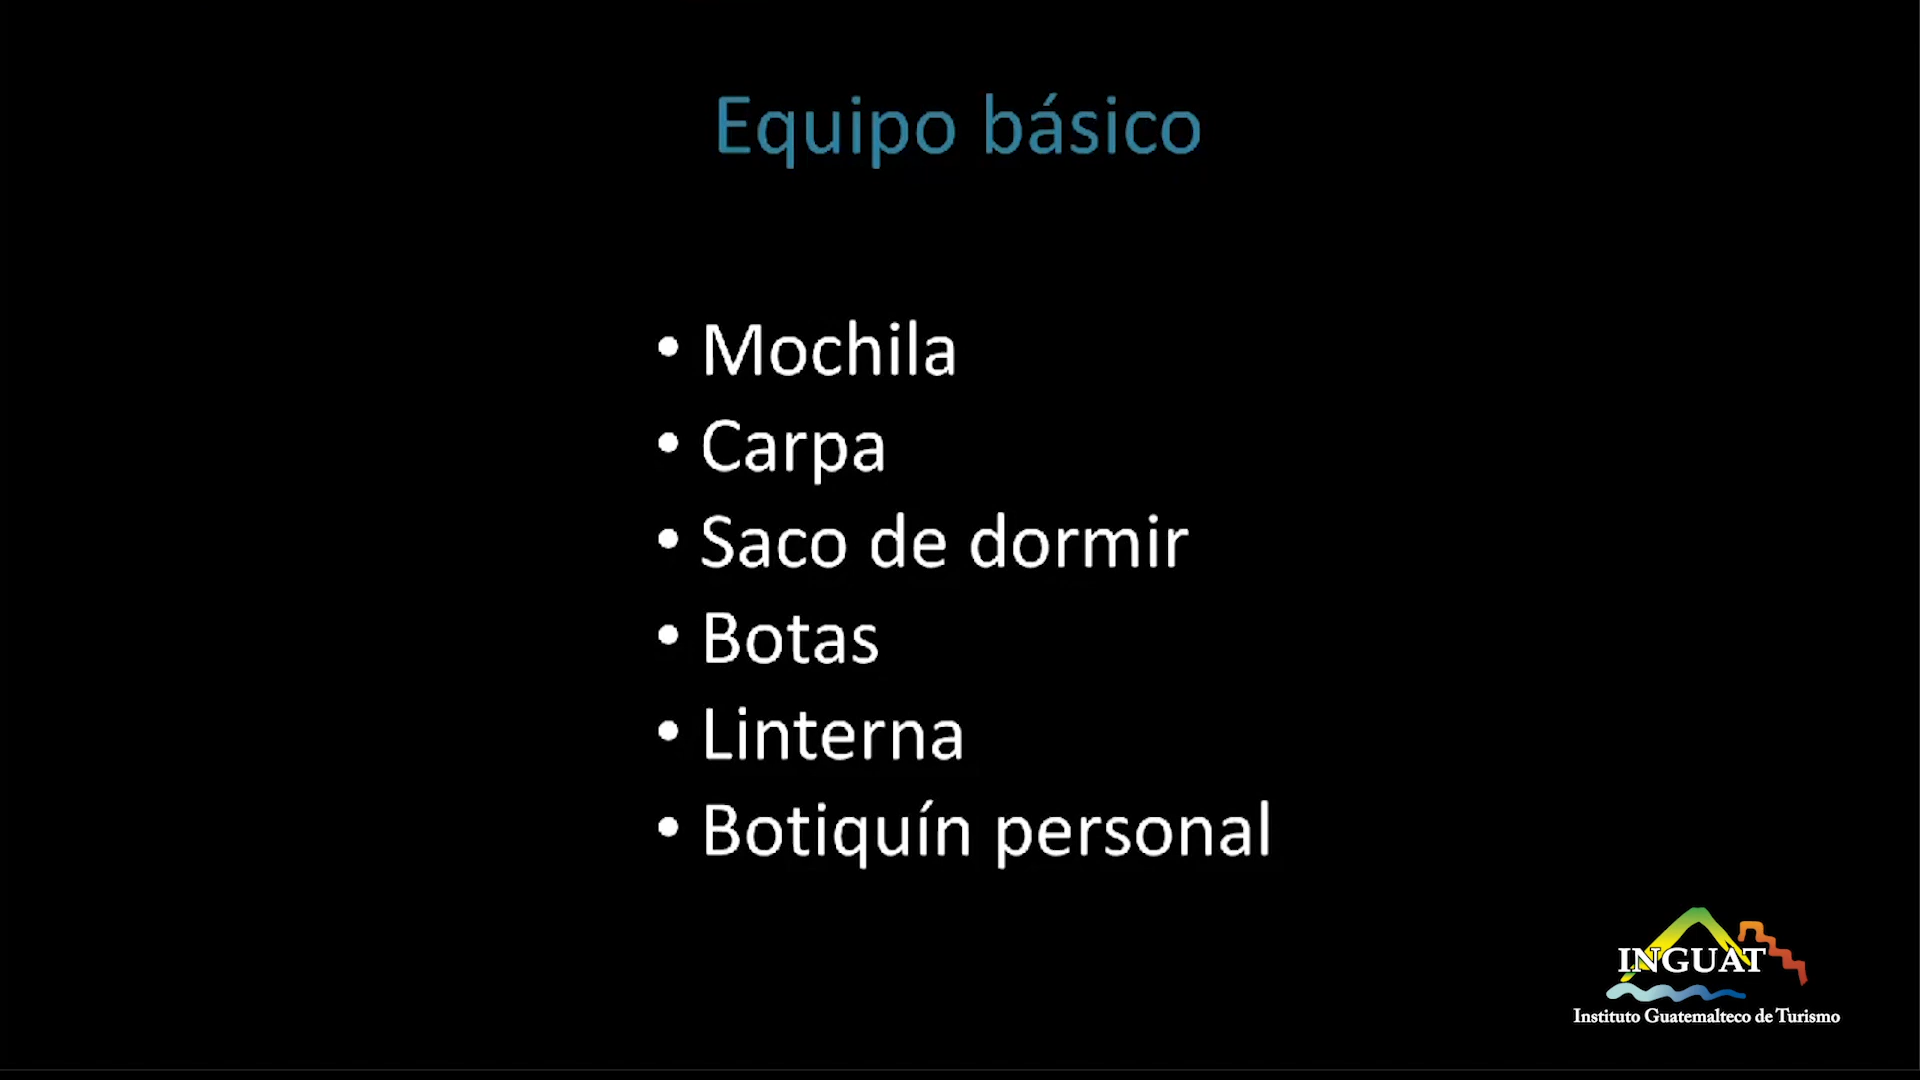 Equipo básico
• Mochila
• Carpa
• Saco de dormir
• Botas
• Linterna
• Botiquín personal
INGUAT
Instituto Guatemalteco de Turismo